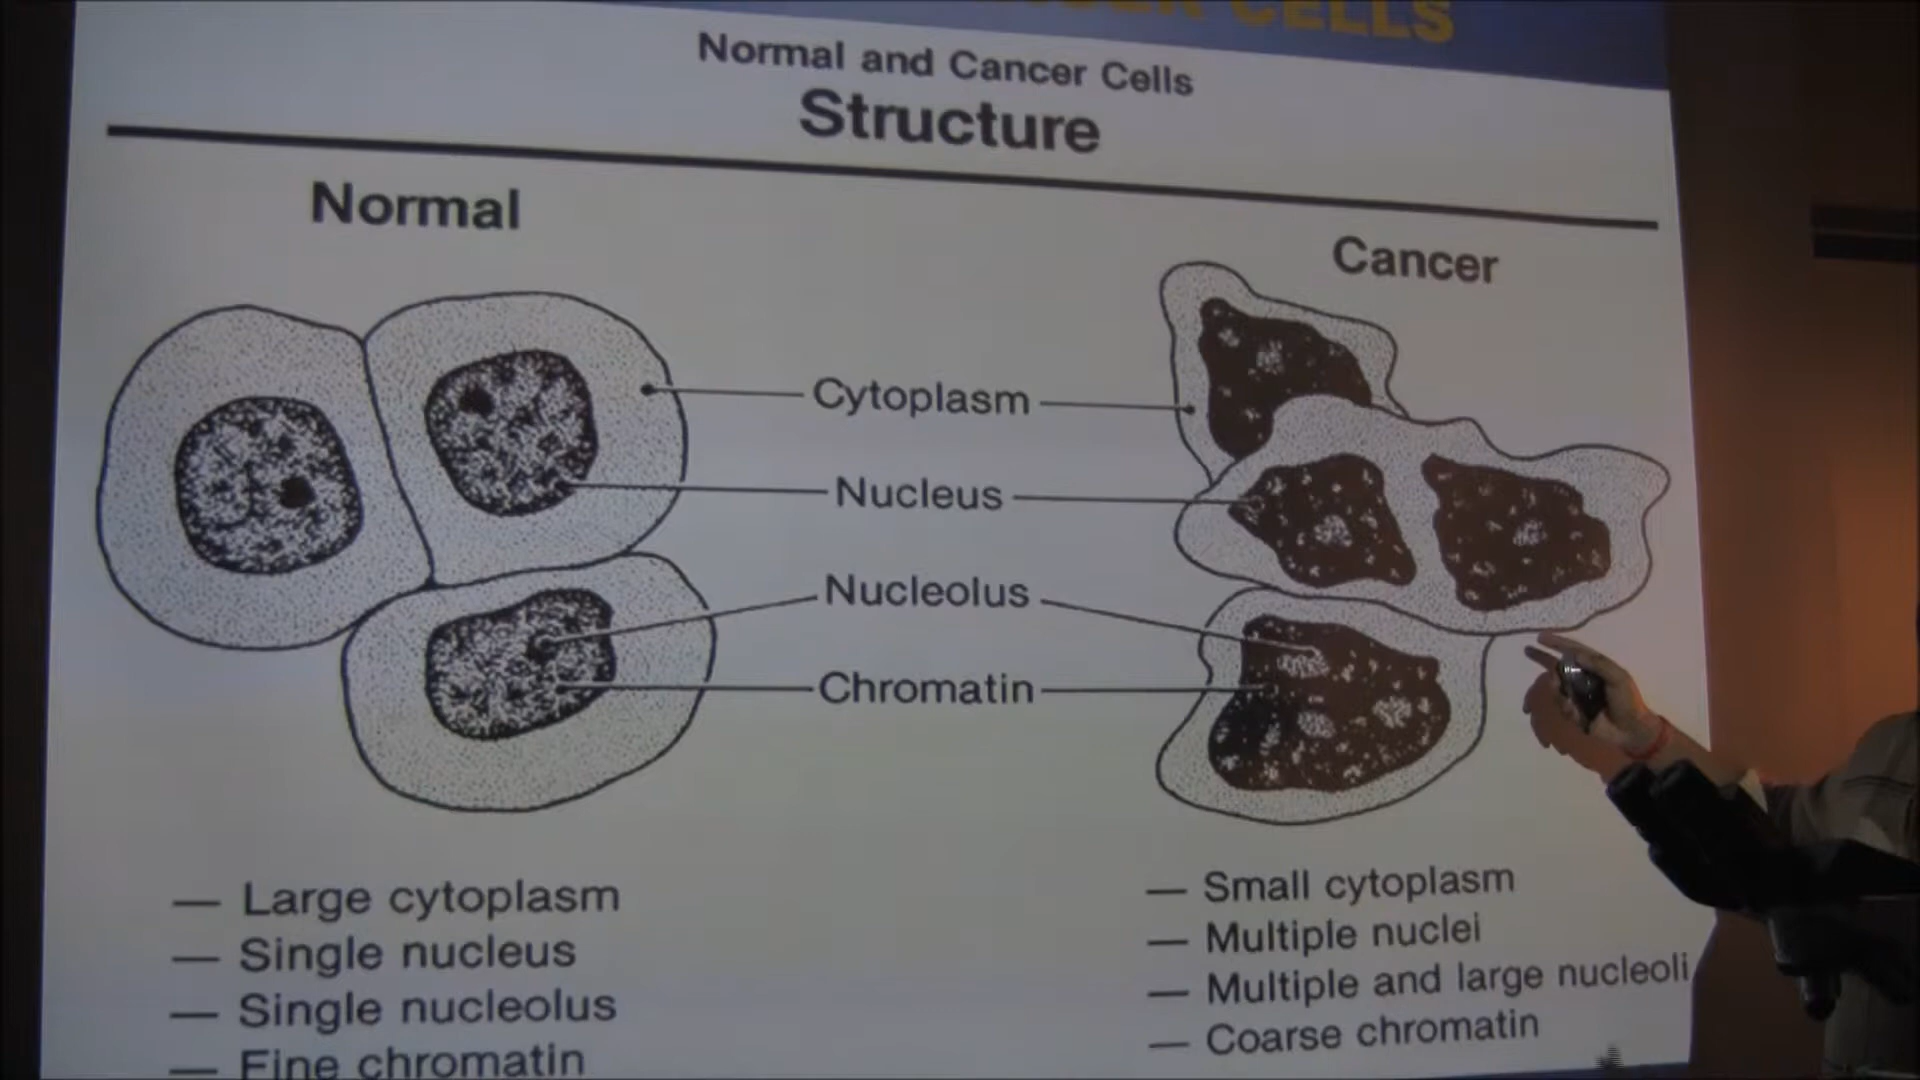 CELLS
Normal and Cancer Cells
Structure
Normal
Cancer
Cytoplasm
Nucleus
Nucleolus
Chromatin
— Large cytoplasm
— Single nucleus
— Single nucleolus
— Fine chromatin
— Small cytoplasm
— Multiple nuclei
— Multiple and large nucleoli
— Coarse chromatin